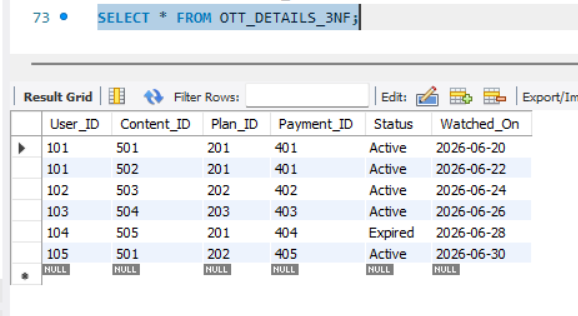 73 SELECT * FROM OTT_DETAILS_3NF;
Result Grid Filter Rows: Edit: Export/Im
User_ID Content_ID Plan_ID Payment_ID Status Watched_On
101 501 201 401 Active 2026-06-20
101 502 201 401 Active 2026-06-22
102 503 202 402 Active 2026-06-24
103 504 203 403 Active 2026-06-26
104 505 201 404 Expired 2026-06-28
105 501 202 405 Active 2026-06-30
NULL NULL NULL NULL NULL NULL